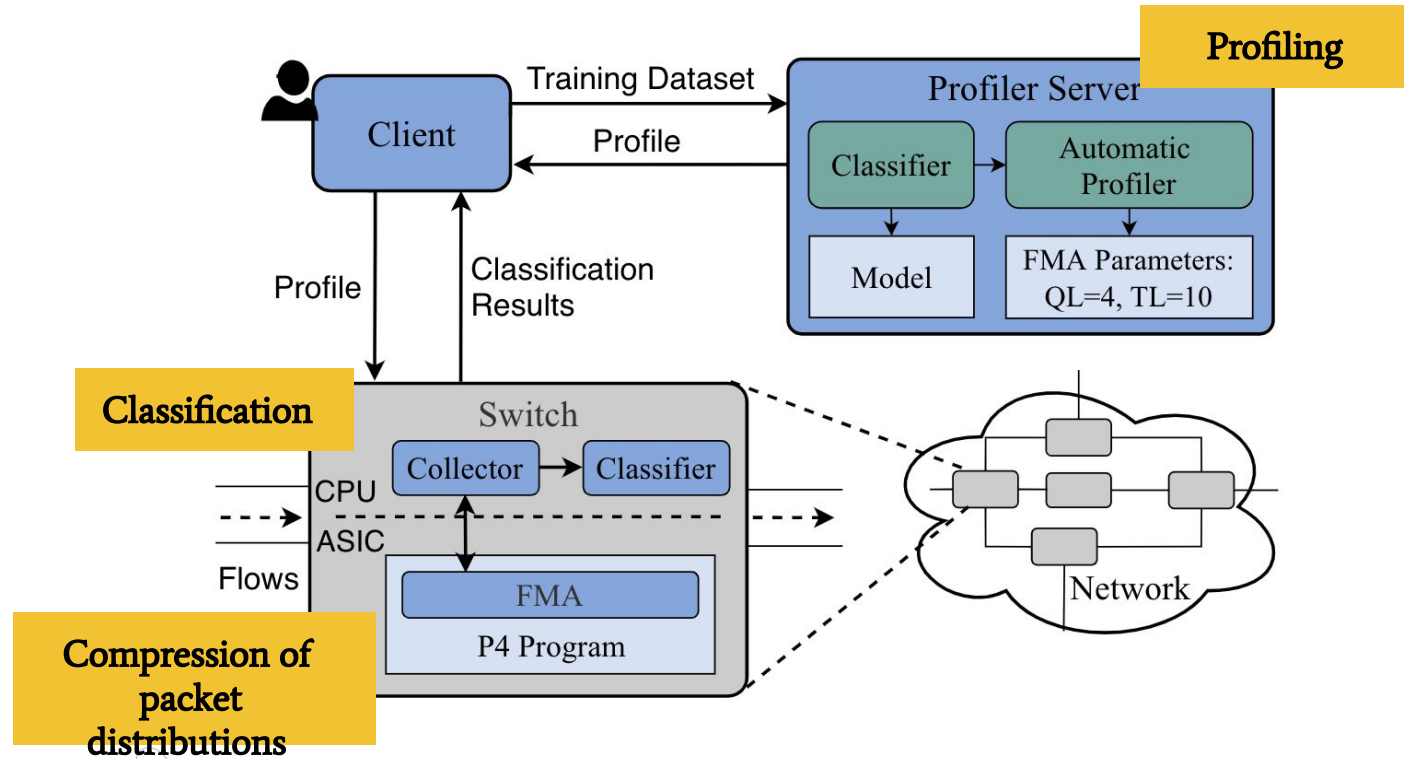 Profiling
Training Dataset
Profiler Server
Client
Profile
Classifier
Automatic
Profiler
Model
FMA Parameters:
QL=4, TL=10
Profile
Classification
Results
Classification
Switch
Collector
Classifier
CPU
ASIC
Flows
FMA
P4 Program
Network
Compression of
packet
distributions